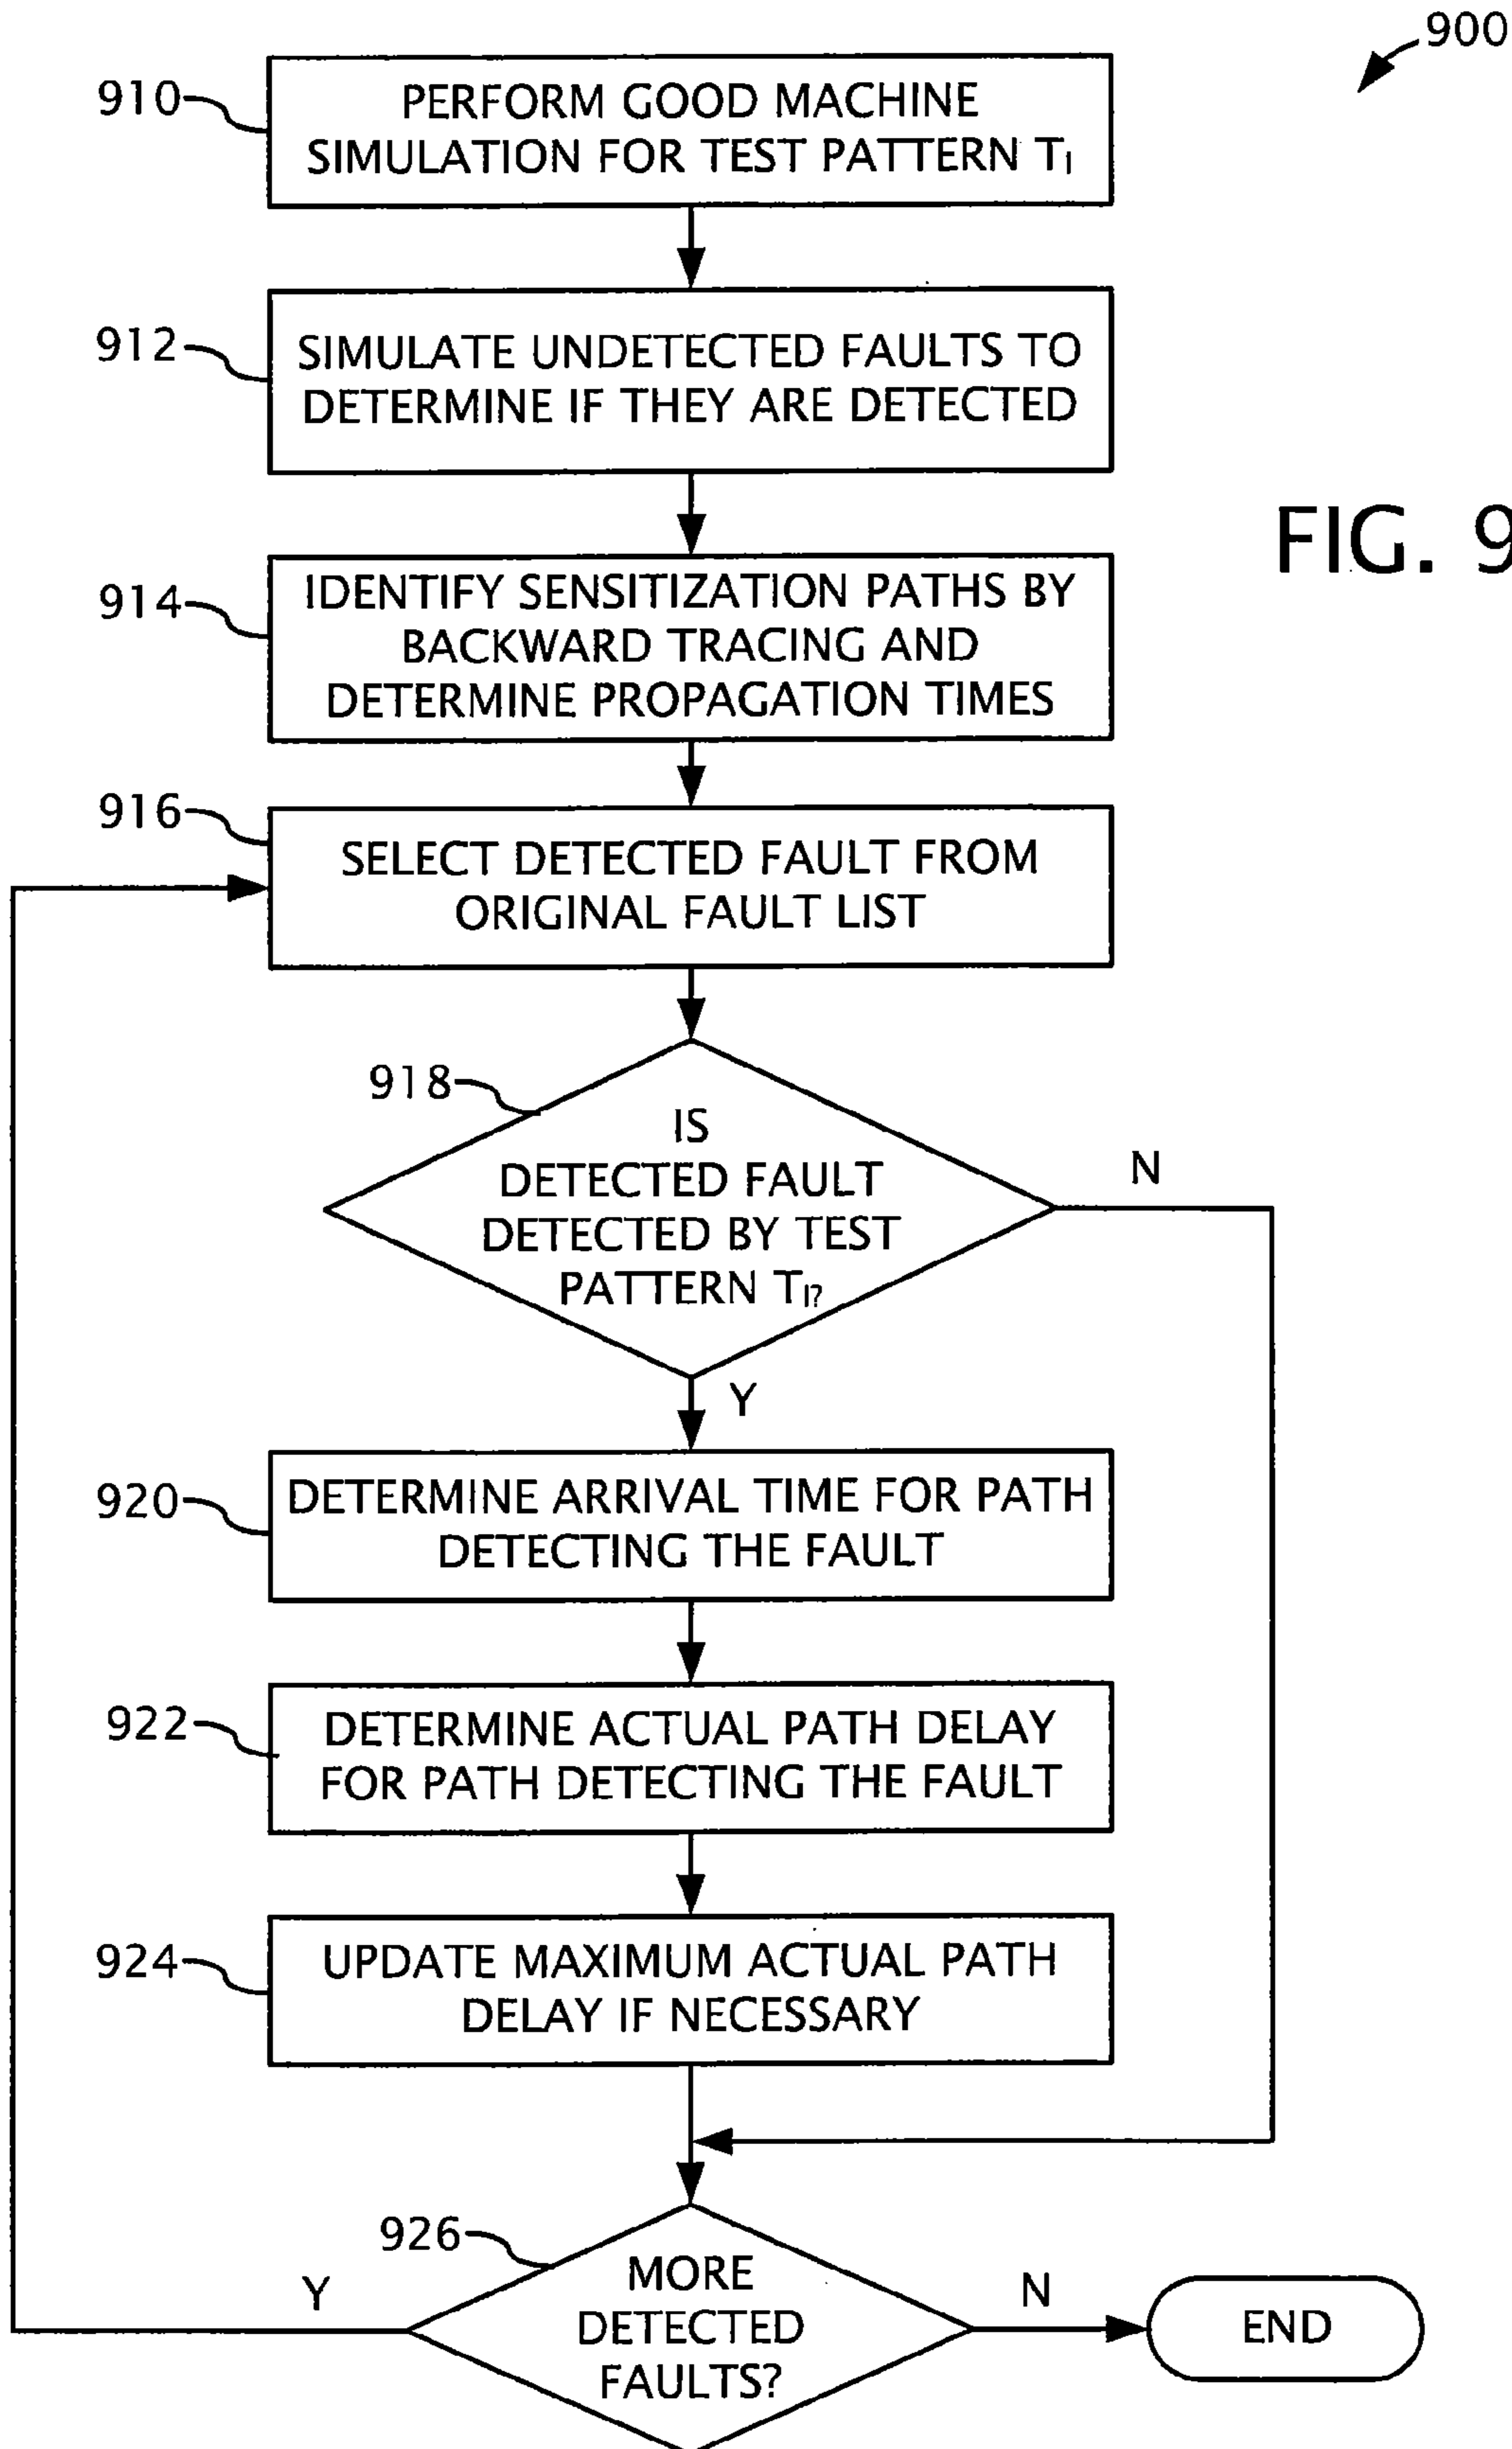 900
910
PERFORM GOOD MACHINE
SIMULATION FOR TEST PATTERN TI
912
SIMULATE UNDETECTED FAULTS TO
DETERMINE IF THEY ARE DETECTED
FIG. 9
914
IDENTIFY SENSITIZATION PATHS BY
BACKWARD TRACING AND
DETERMINE PROPAGATION TIMES
916
SELECT DETECTED FAULT FROM
ORIGINAL FAULT LIST
918
IS
DETECTED FAULT
DETECTED BY TEST
PATTERN TI?
N
Y
920
DETERMINE ARRIVAL TIME FOR PATH
DETECTING THE FAULT
922
DETERMINE ACTUAL PATH DELAY
FOR PATH DETECTING THE FAULT
924
UPDATE MAXIMUM ACTUAL PATH
DELAY IF NECESSARY
926
MORE
DETECTED
FAULTS?
Y
N
END